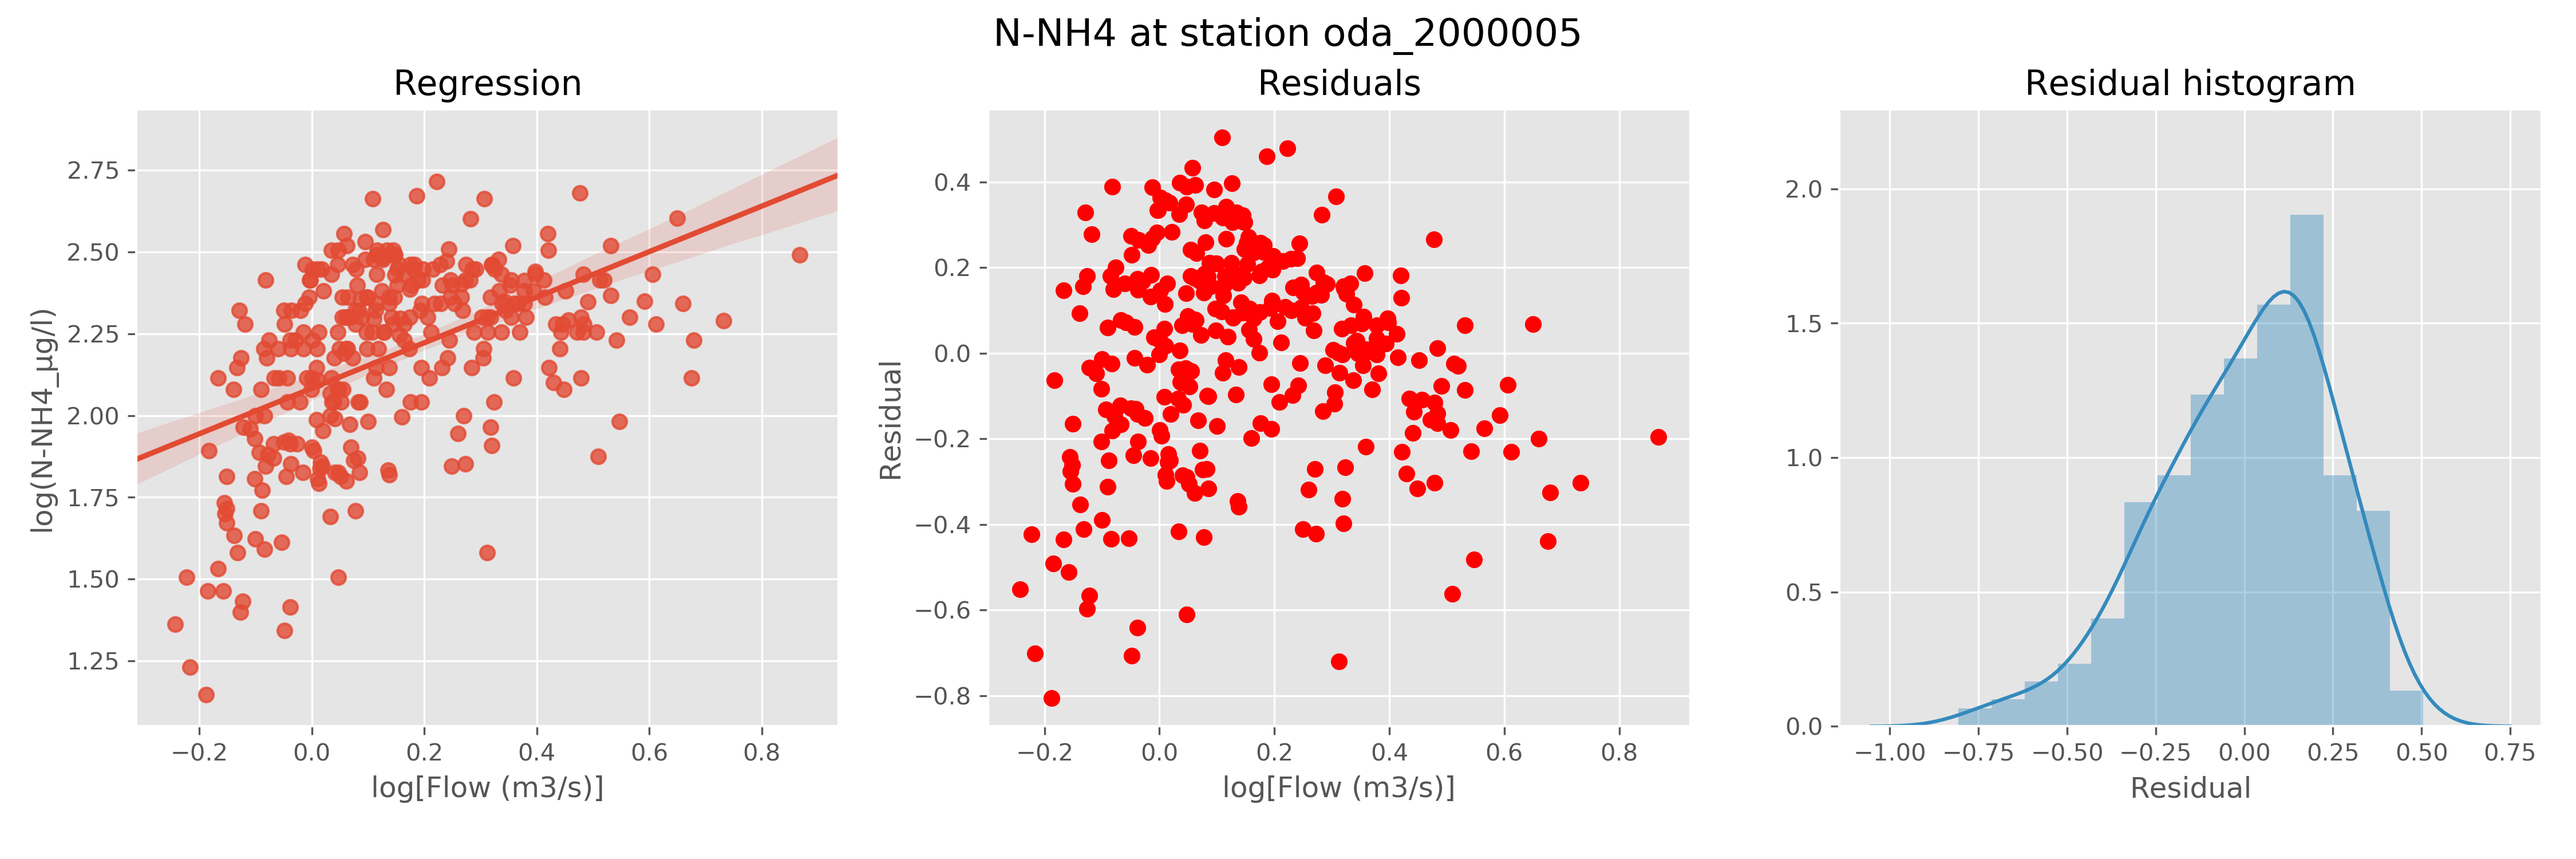 N-NH4 at station oda_2000005
Regression
Residuals
Residual histogram
log(N-NH4_µg/l)
2.75
2.50
2.25
2.00
1.75
1.50
1.25
−0.2 0.0 0.2 0.4 0.6 0.8
log[Flow (m3/s)]
Residual
0.4
0.2
0.0
−0.2
−0.4
−0.6
−0.8
−0.2 0.0 0.2 0.4 0.6 0.8
log[Flow (m3/s)]
2.0
1.5
1.0
0.5
0.0
−1.00 −0.75 −0.50 −0.25 0.00 0.25 0.50 0.75
Residual